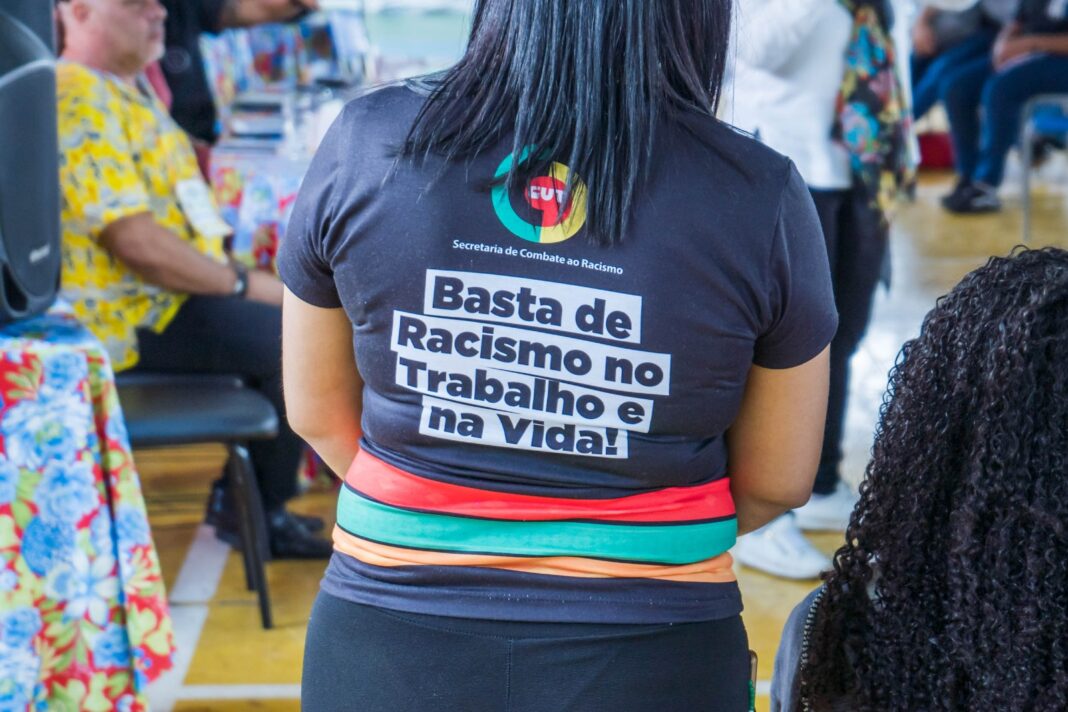 CUT
Secretaria de Combate ao Racismo
Basta de
Racismo no
Trabalho e
na Vida!